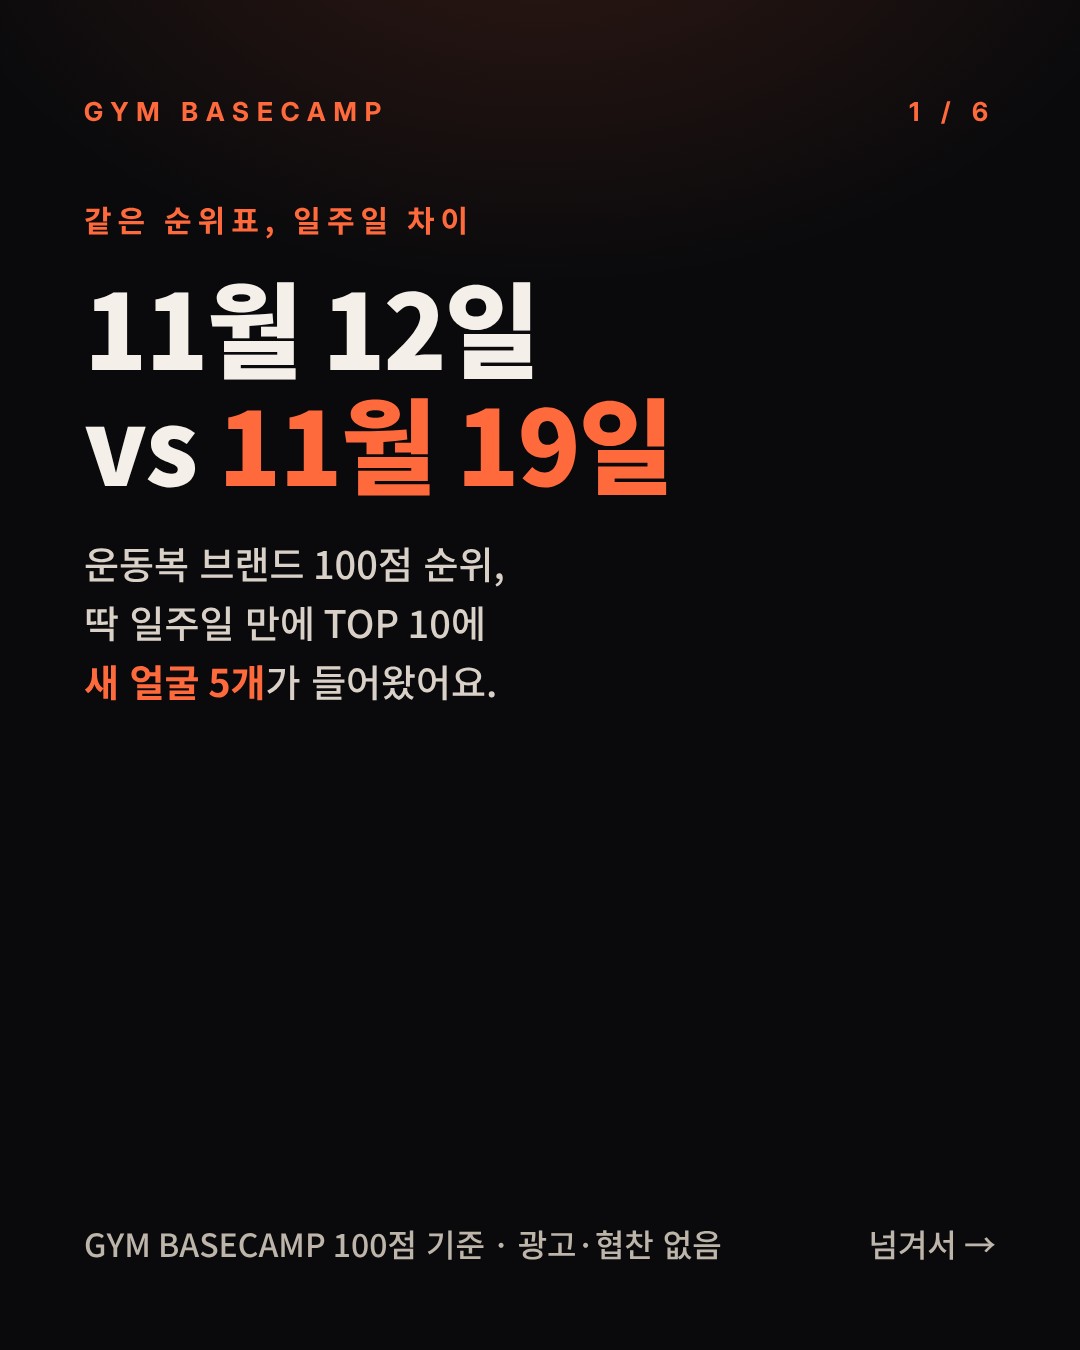 GYM BASECAMP
1 / 6
같은 순위표, 일주일 차이
11월 12일
vs 11월 19일
운동복 브랜드 100점 순위,
딱 일주일 만에 TOP 10에
새 얼굴 5개가 들어왔어요.
GYM BASECAMP 100점 기준 · 광고·협찬 없음
넘겨서 →